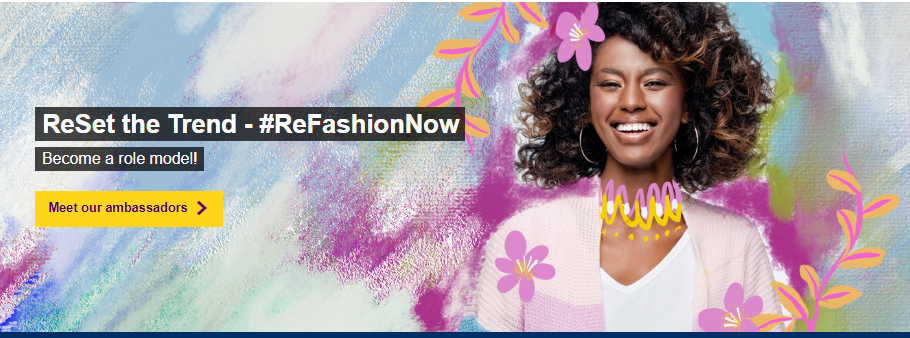 ReSet the Trend - #ReFashionNow
Become a role model!
Meet our ambassadors